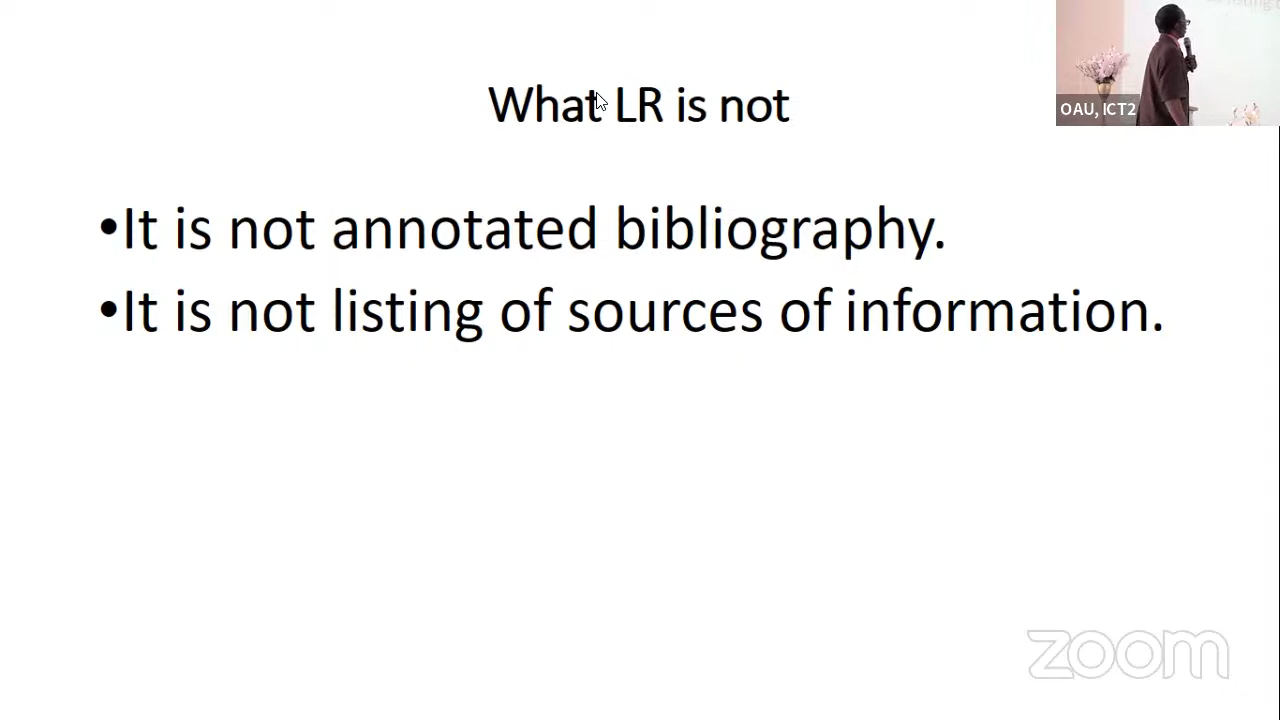 What LR is not
OAU, ICT2
•It is not annotated bibliography.
•It is not listing of sources of information.
zoom